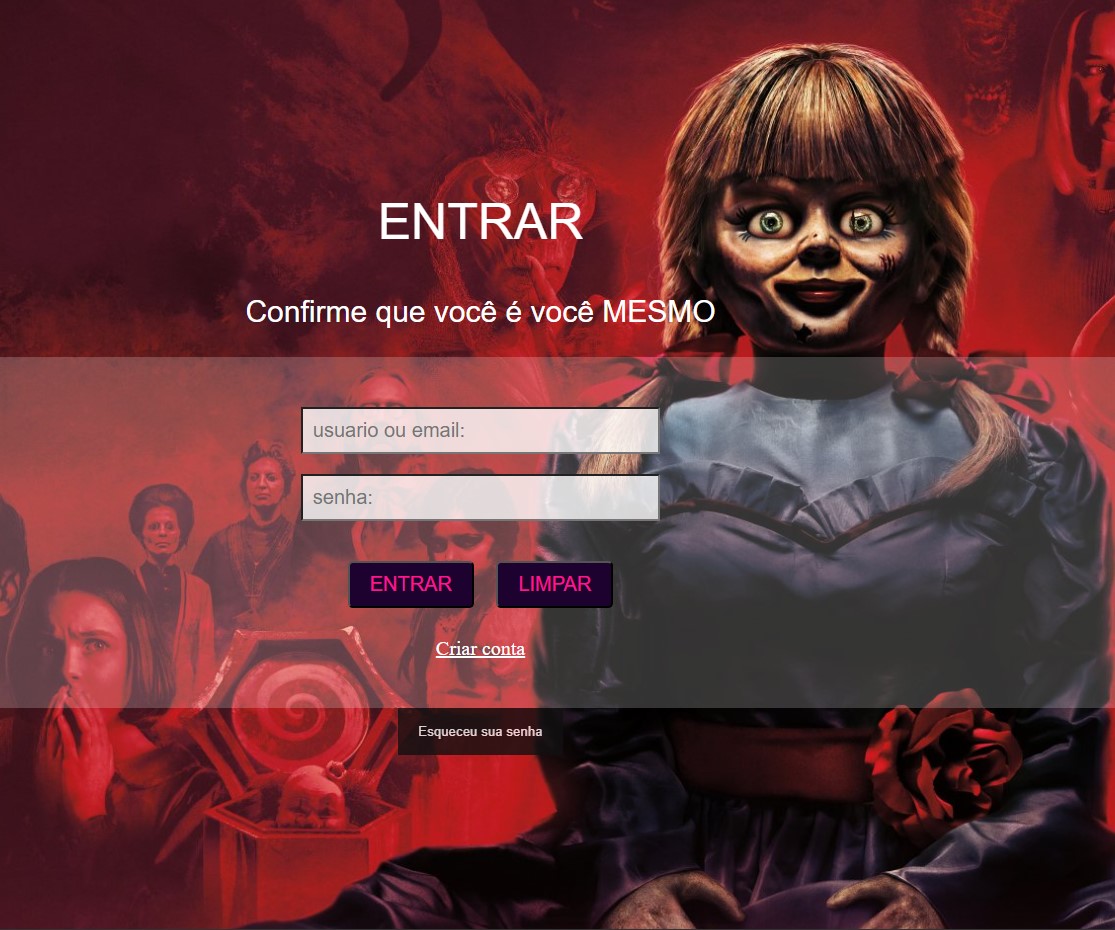 ENTRAR
Confirme que você é você MESMO
usuario ou email:
senha:
ENTRAR LIMPAR
Criar conta
Esqueceu sua senha